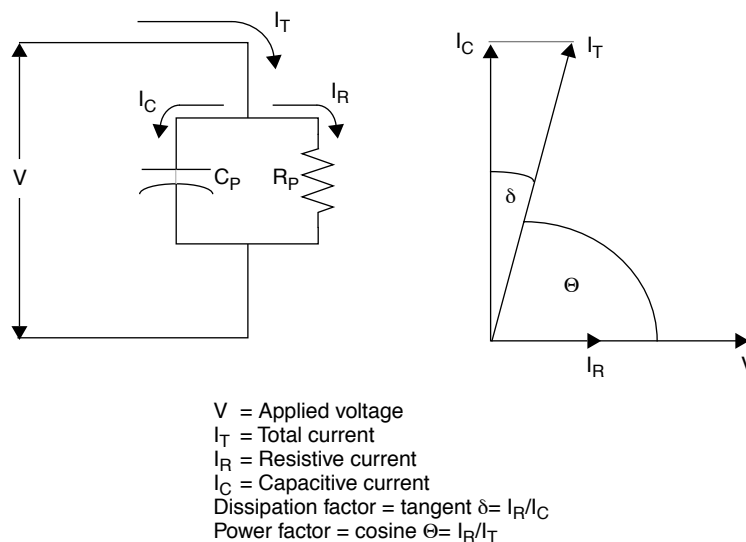 I_T
I_C I_R
V C_P R_P
I_C I_T
δ
Θ
I_R V
V = Applied voltage
I_T = Total current
I_R = Resistive current
I_C = Capacitive current
Dissipation factor = tangent δ= I_R/I_C
Power factor = cosine Θ= I_R/I_T